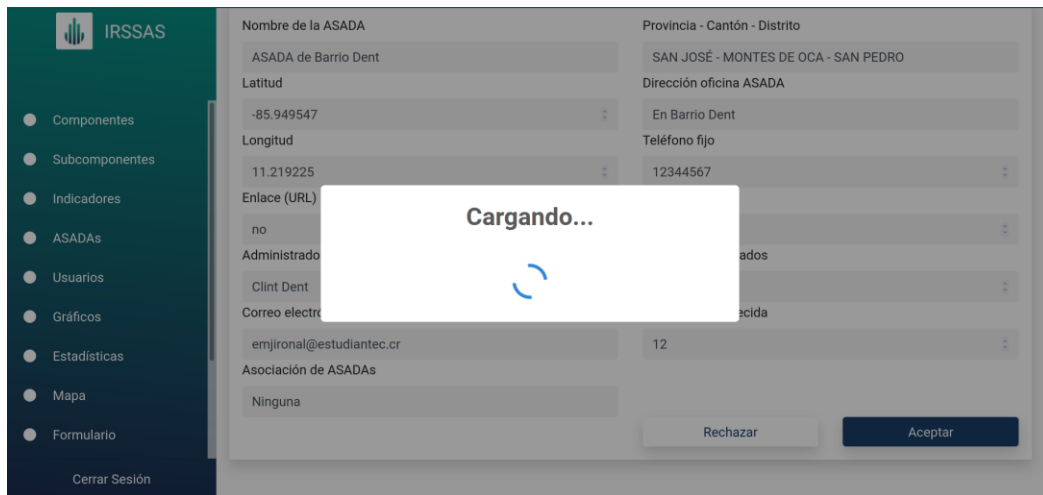 IRSSAS
Componentes
Subcomponentes
Indicadores
ASADAs
Usuarios
Gráficos
Estadísticas
Mapa
Formulario
Cerrar Sesión
Nombre de la ASADA
ASADA de Barrio Dent
Provincia - Cantón - Distrito
SAN JOSÉ - MONTES DE OCA - SAN PEDRO
Latitud
-85.949547
Dirección oficina ASADA
En Barrio Dent
Longitud
11.219225
Teléfono fijo
12344567
Enlace (URL)
no
Cargando...
Administrado
Clint Dent
ados
Correo electró
emjironal@estudiantec.cr
ecida
12
Asociación de ASADAs
Ninguna
Rechazar
Aceptar